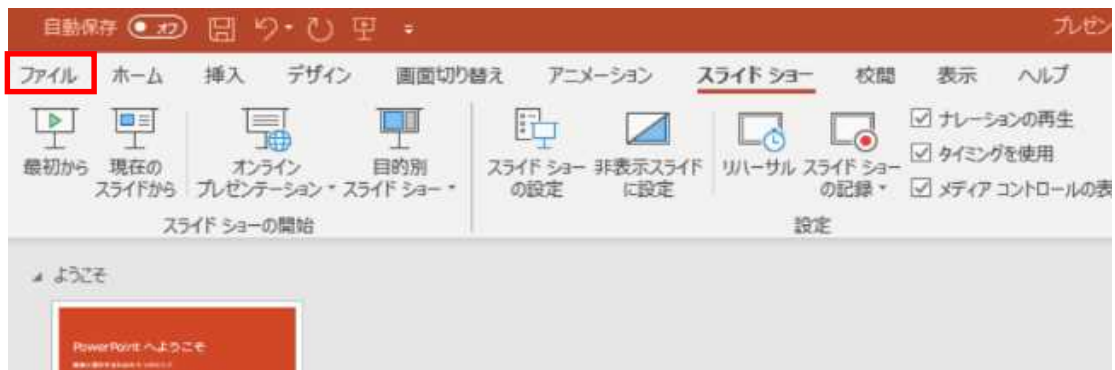 自動保存 オフ プレゼン
ファイル ホーム 挿入 デザイン 画面切り替え アニメーション スライド ショー 校閲 表示 ヘルプ
最初から 現在の オンライン 目的別 スライド ショー 非表示スライド リハーサル スライド ショー ナレーションの再生
スライドから プレゼンテーション スライド ショー の設定 に設定 の記録 タイミングを使用
メディア コントロールの表
スライド ショーの開始 設定
ようこそ
PowerPoint へようこそ